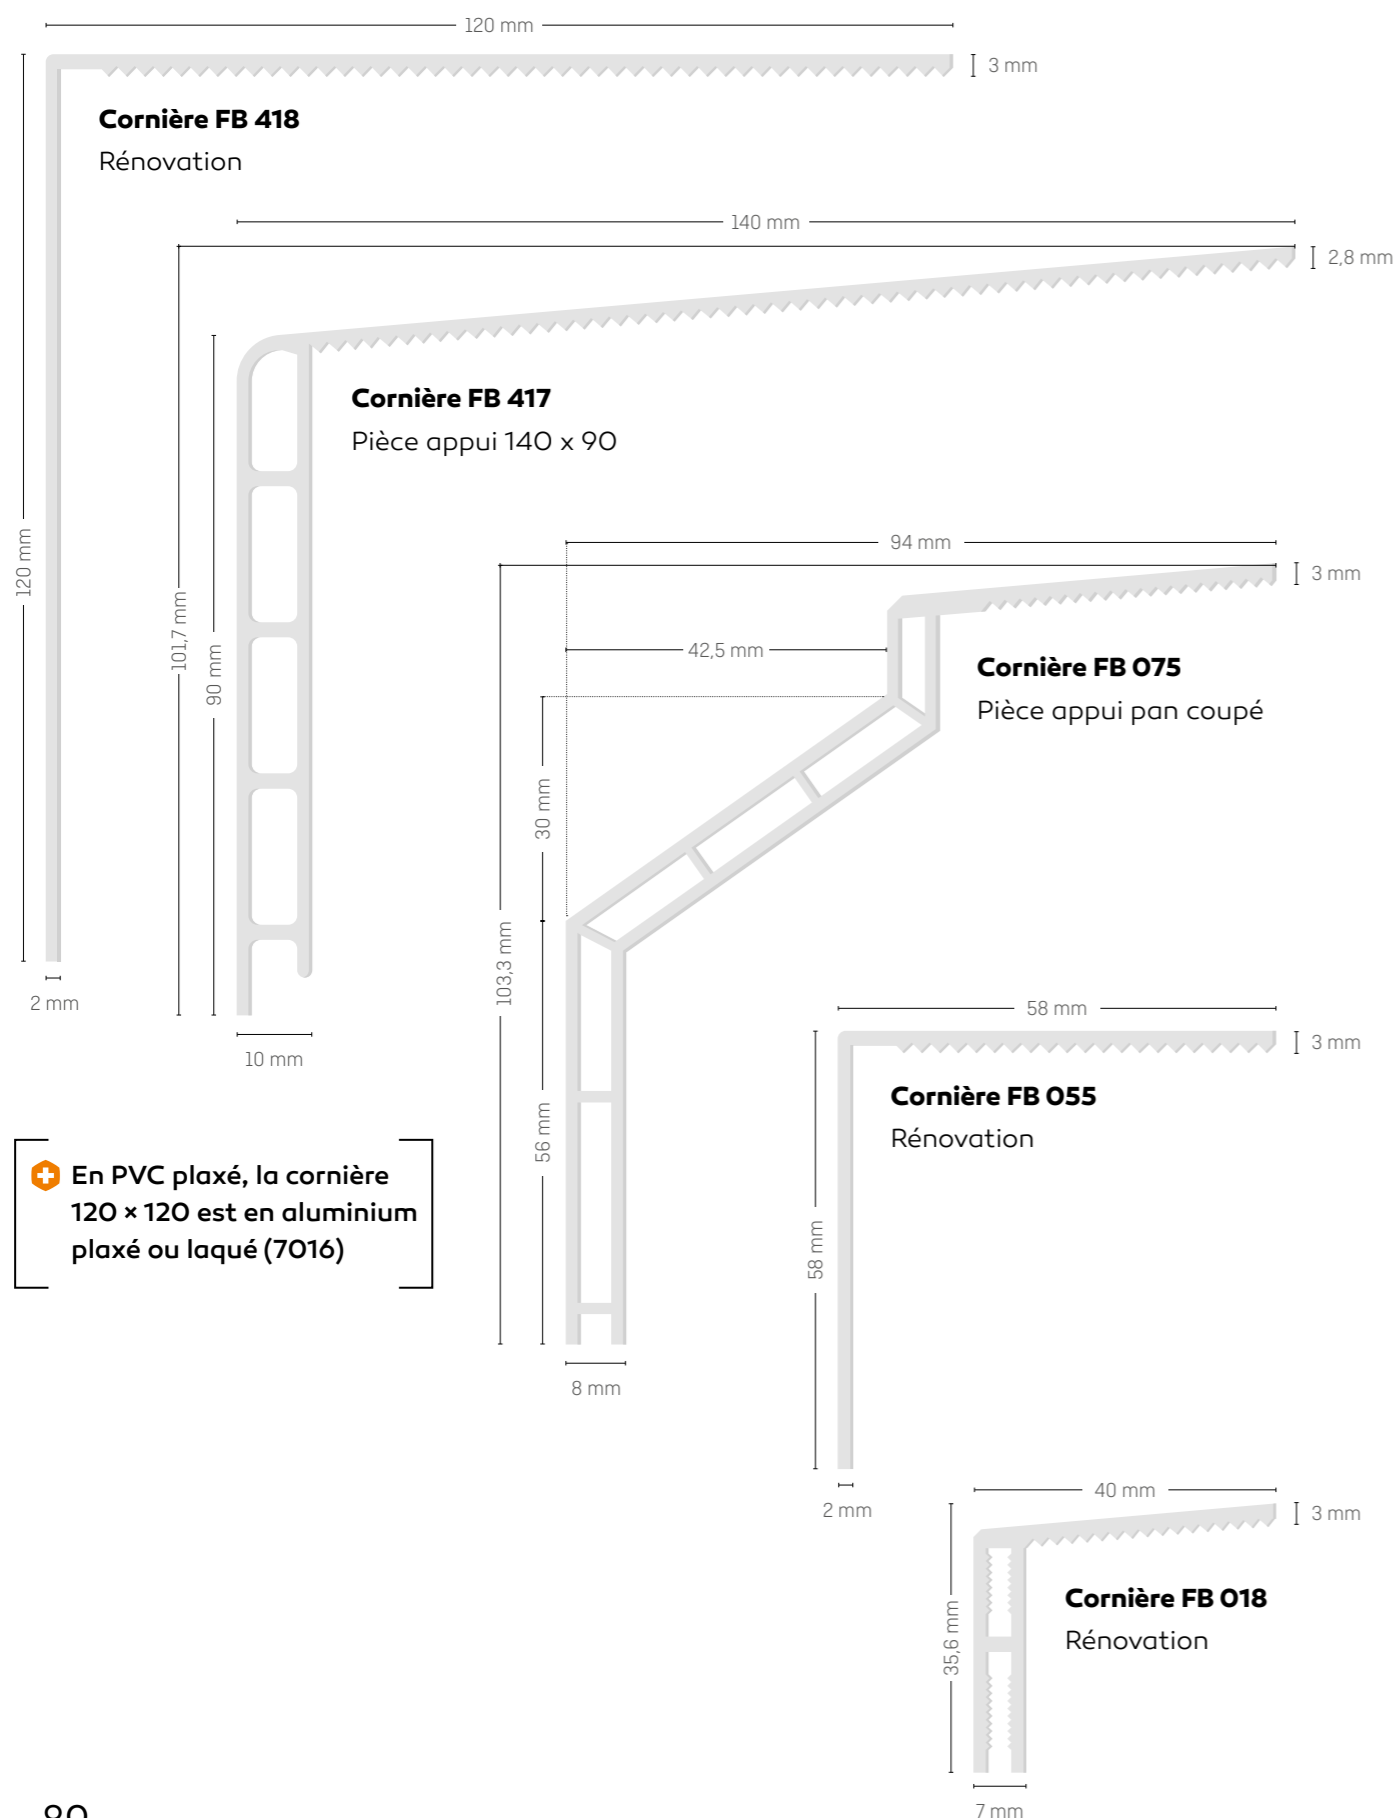 120 mm
3 mm
Cornière FB 418
Rénovation
120 mm
2 mm
140 mm
2,8 mm
101,7 mm
90 mm
Cornière FB 417
Pièce appui 140 x 90
10 mm
94 mm
3 mm
42,5 mm
Cornière FB 075
Pièce appui pan coupé
30 mm
103,3 mm
56 mm
8 mm
58 mm
3 mm
Cornière FB 055
Rénovation
58 mm
2 mm
En PVC plaxé, la cornière
120 × 120 est en aluminium
plaxé ou laqué (7016)
40 mm
3 mm
Cornière FB 018
Rénovation
35,6 mm
7 mm